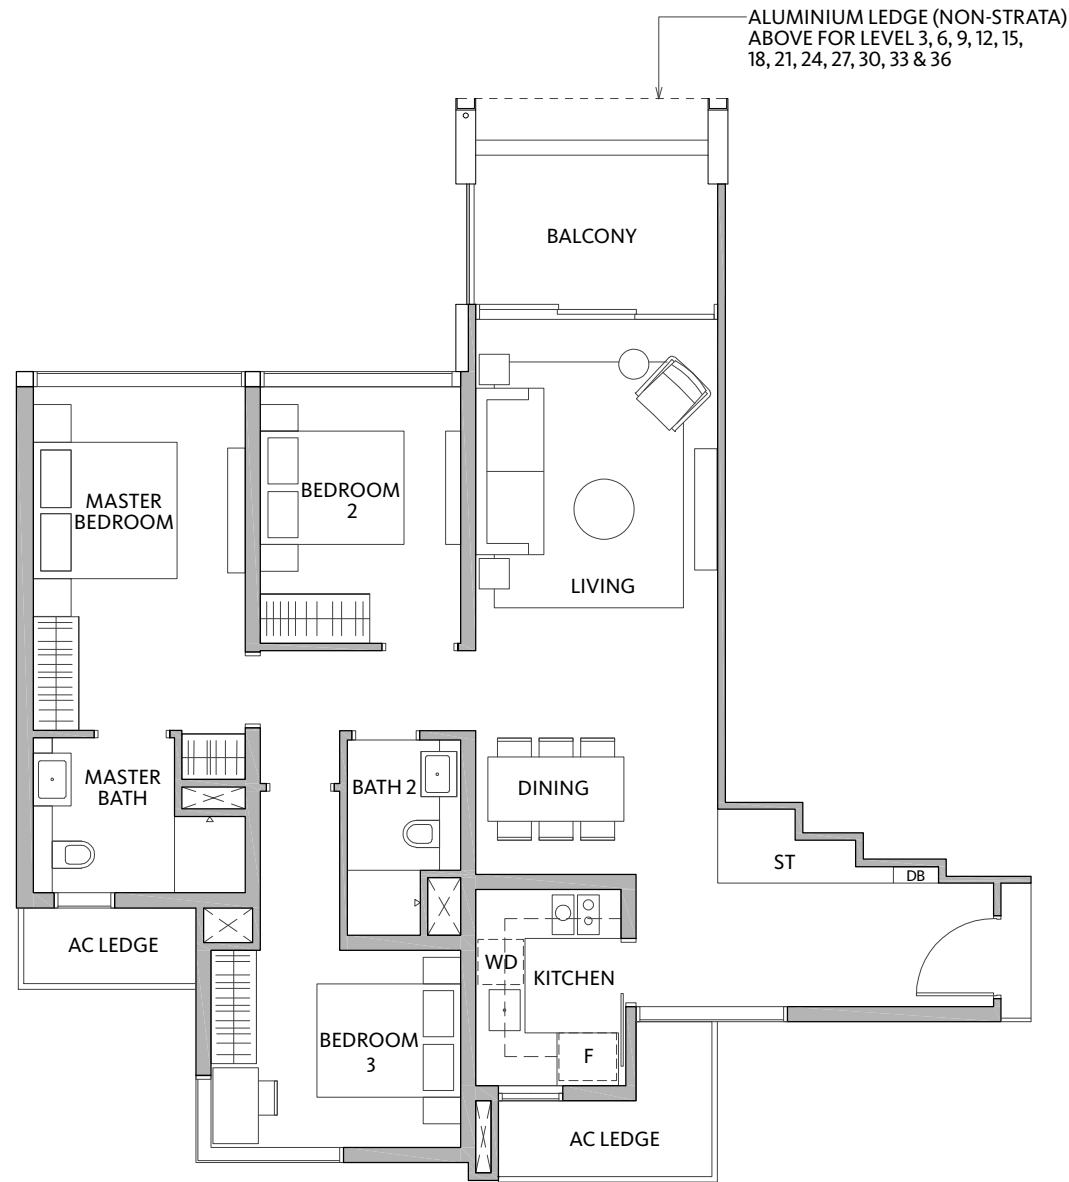 ALUMINIUM LEDGE (NON-STRATA)
ABOVE FOR LEVEL 3, 6, 9, 12, 15,
18, 21, 24, 27, 30, 33 & 36
BALCONY
MASTER
BEDROOM
BEDROOM
2
LIVING
MASTER
BATH
BATH 2
DINING
ST
DB
AC LEDGE
WD
KITCHEN
BEDROOM
3
F
AC LEDGE